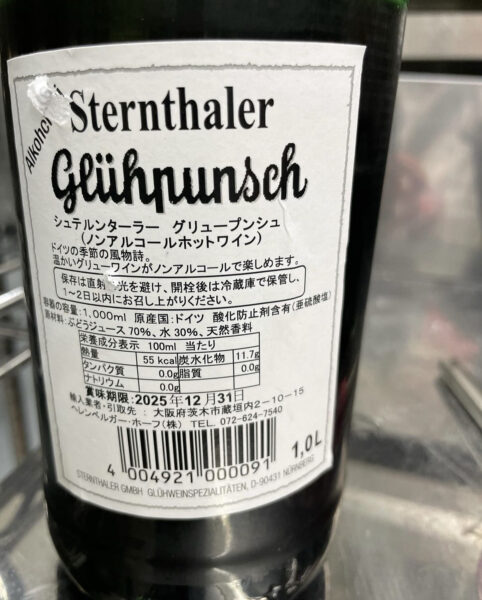 Sternthaler
Glühpunsch
シュテルンターラー グリュープンシュ
(ノンアルコールホットワイン)
ドイツの季節の風物詩。
温かいグリューワインがノンアルコールで楽しめます。
保存は直射 光を避け、開栓後は冷蔵庫で保管し、
1〜2日以内にお召し上がりください。
容器の容量:1,000ml 原産国:ドイツ 酸化防止剤含有(亜硫酸塩)
原材料:ぶどうジュース 70%、水 30%、天然香料
栄養成分表示 100ml 当たり
熱量 55 kcal 炭水化物 11.7g
タンパク質 0.0g 脂質 0.0g
ナトリウム 0.0g
賞味期限:2025年12月31日
輸入業者・引取先 : 大阪府茨木市蔵垣内2-10-15
ヘレンベルガー・ホーフ(株) TEL. 072-624-7540
4 004921 000091
1,0L
STERNTHALER GMBH GLÜHWEINSPEZIALITÄTEN, D-90431 NÜRNBERG